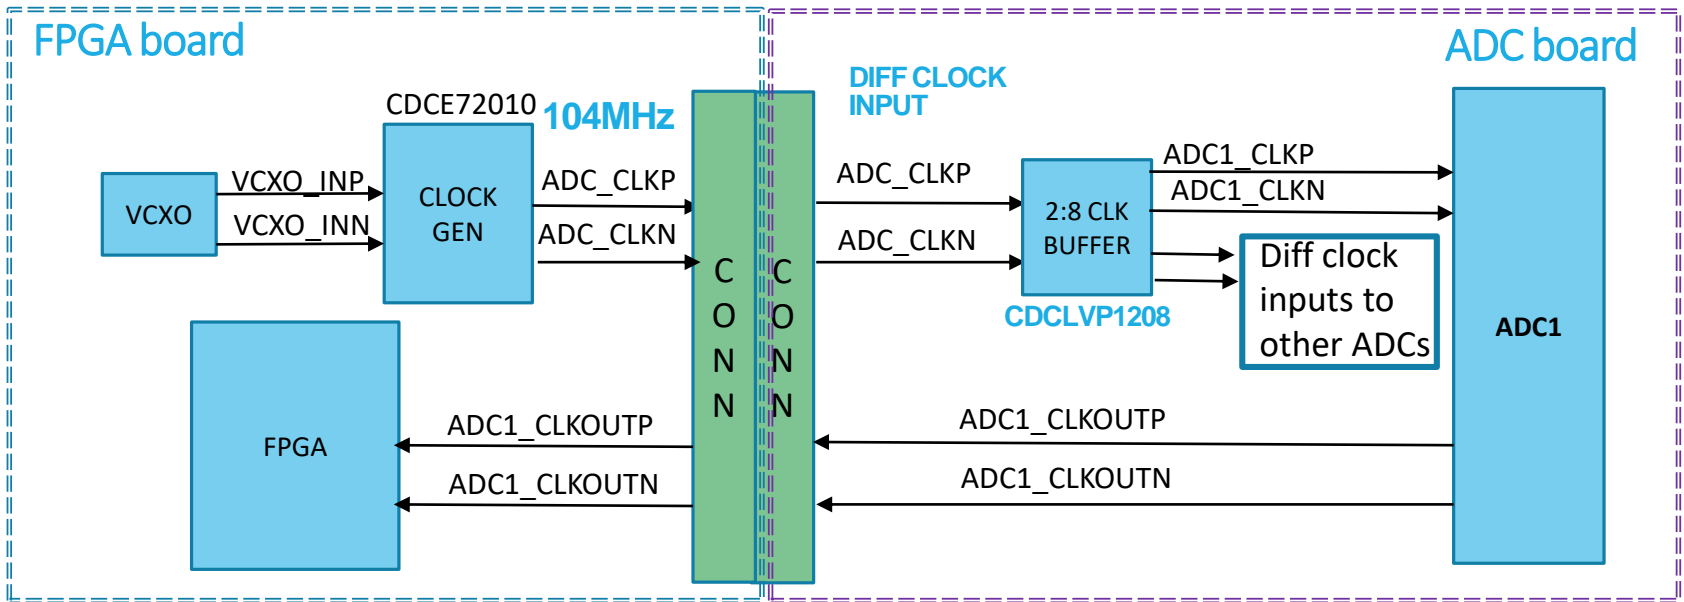 FPGA board
ADC board
DIFF CLOCK
INPUT
CDCE72010
104MHz
VCXO
VCXO_INP
VCXO_INN
CLOCK
GEN
ADC_CLKP
ADC_CLKN
C
O
N
N
C
O
N
N
ADC_CLKP
ADC_CLKN
2:8 CLK
BUFFER
CDCLVP1208
ADC1_CLKP
ADC1_CLKN
Diff clock
inputs to
other ADCs
ADC1
FPGA
ADC1_CLKOUTP
ADC1_CLKOUTN
ADC1_CLKOUTP
ADC1_CLKOUTN